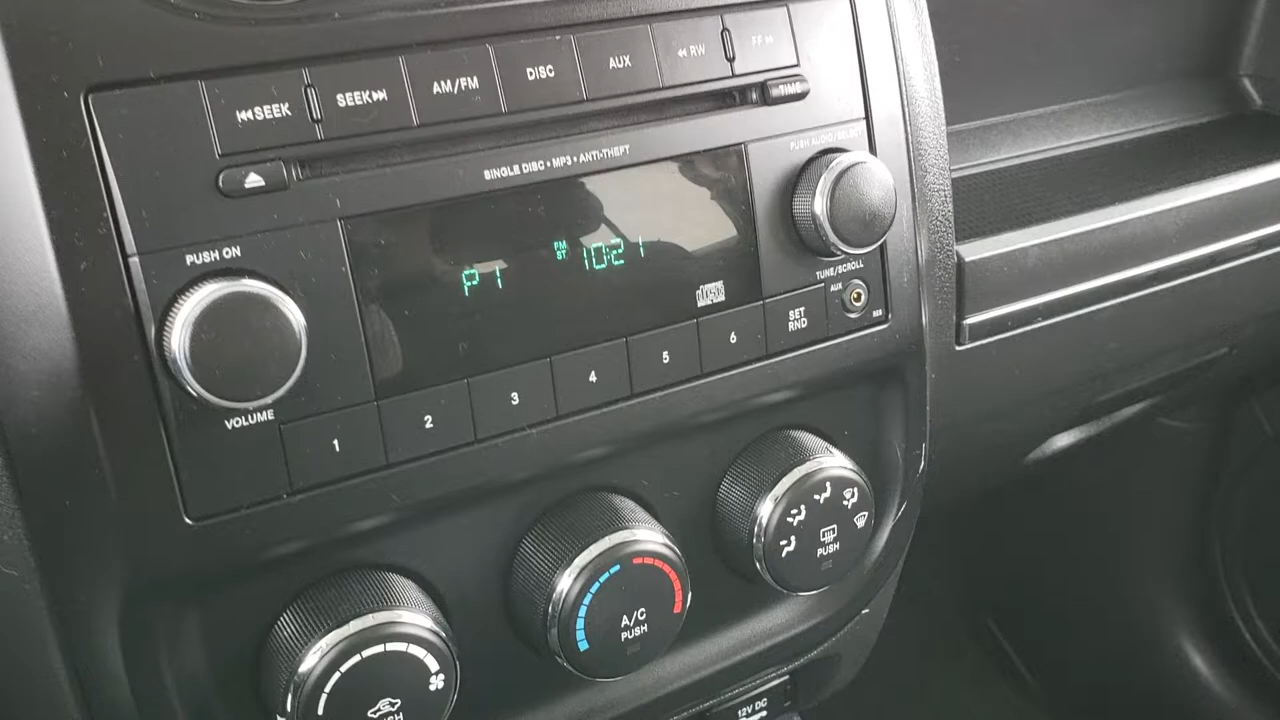 SEEK
SEEK
AM/FM
DISC
AUX
RW
FF
TIME
SINGLE DISC • MP3 • ANTI-THEFT
PUSH AUDIO/SELECT
PUSH ON
P1
FM
ST
10:21
TUNE/SCROLL
AUX
VOLUME
1
2
3
4
5
6
SET
RND
A/C
PUSH
PUSH
12V DC